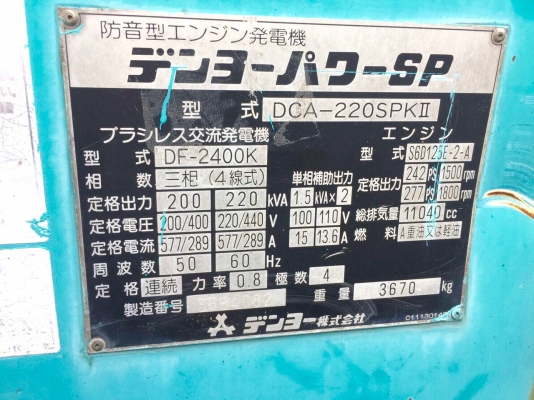 防音型エンジン発電機
デンヨーパワーSP
型式 DCA-220SPKⅡ
ブラシレス交流発電機
型式 DF-2400K
相数 三相(4線式)
定格出力 200 220 kVA
定格電圧 200/400 220/440 V
定格電流 577/289 577/289 A
周波数 50 60 Hz
定格 連続 力率 0.8 極数 4
製造番号
単相補助出力
1.5 kVA × 2
100 110 V
15 13.6 A
エンジン
型式 S6D125E-2-A
定格出力 242 PS 1500 rpm
277 PS 1800 rpm
総排気量 11040 cc
燃料 A重油又は軽油
重量 3670 kg
デンヨー株式会社